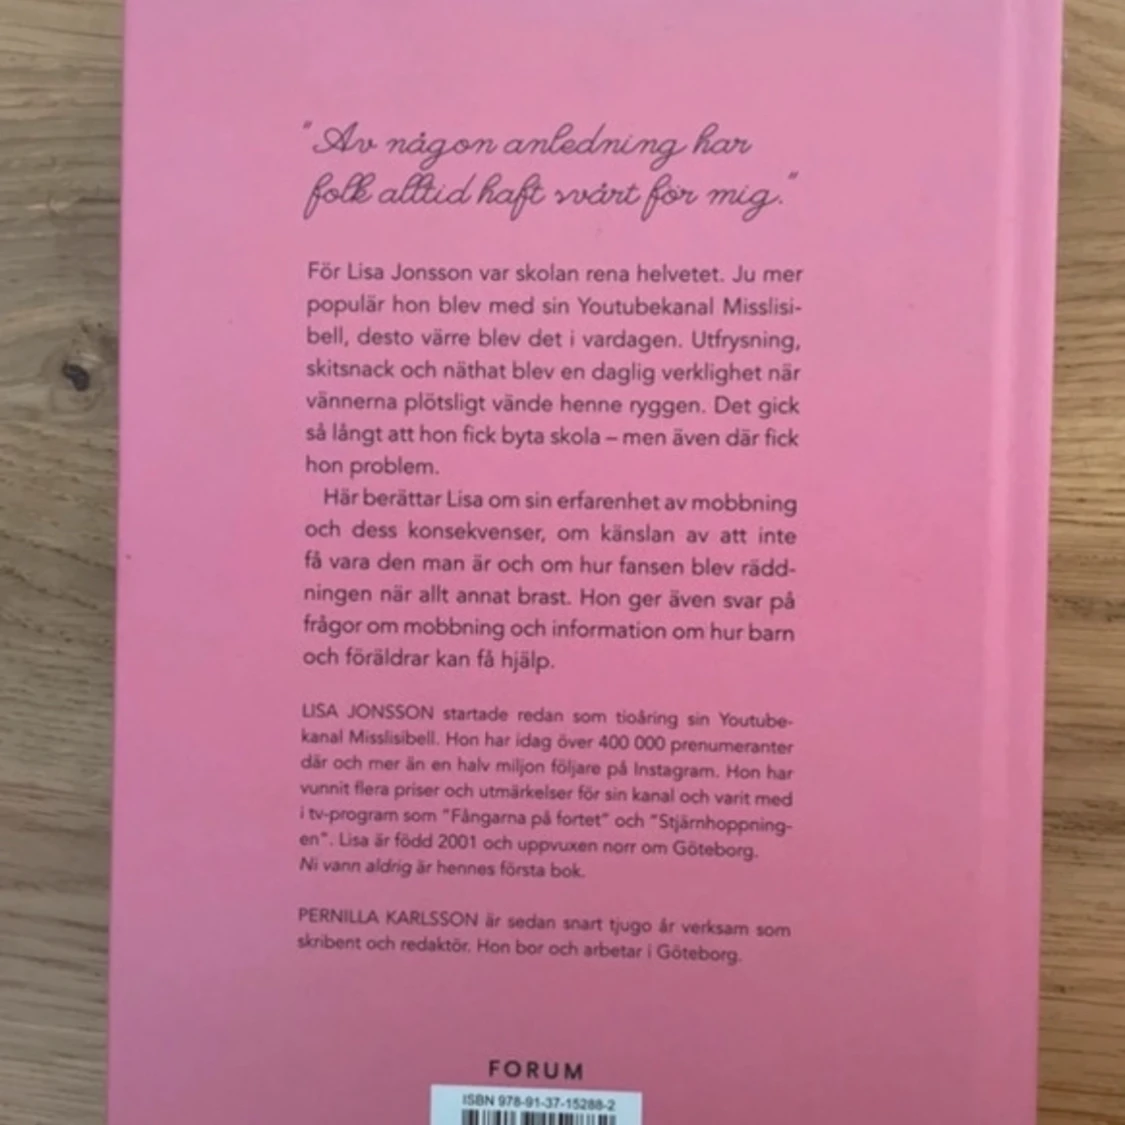 "Av någon anledning har
folk alltid haft svårt för mig."
För Lisa Jonsson var skolan rena helvetet. Ju mer
populär hon blev med sin Youtubekanal Misslisi-
bell, desto värre blev det i vardagen. Utfrysning,
skitsnack och näthat blev en daglig verklighet när
vännerna plötsligt vände henne ryggen. Det gick
så långt att hon fick byta skola – men även där fick
hon problem.
Här berättar Lisa om sin erfarenhet av mobbning
och dess konsekvenser, om känslan av att inte
få vara den man är och om hur fansen blev rädd-
ningen när allt annat brast. Hon ger även svar på
frågor om mobbning och information om hur barn
och föräldrar kan få hjälp.
LISA JONSSON startade redan som tioåring sin Youtube-
kanal Misslisibell. Hon har idag över 400 000 prenumeranter
där och mer än en halv miljon följare på Instagram. Hon har
vunnit flera priser och utmärkelser för sin kanal och varit med
i tv-program som "Fångarna på fortet" och "Stjärnhoppning-
en". Lisa är född 2001 och uppvuxen norr om Göteborg.
Ni vann aldrig är hennes första bok.
PERNILLA KARLSSON är sedan snart tjugo år verksam som
skribent och redaktör. Hon bor och arbetar i Göteborg.
FORUM
ISBN 978-91-37-15288-2